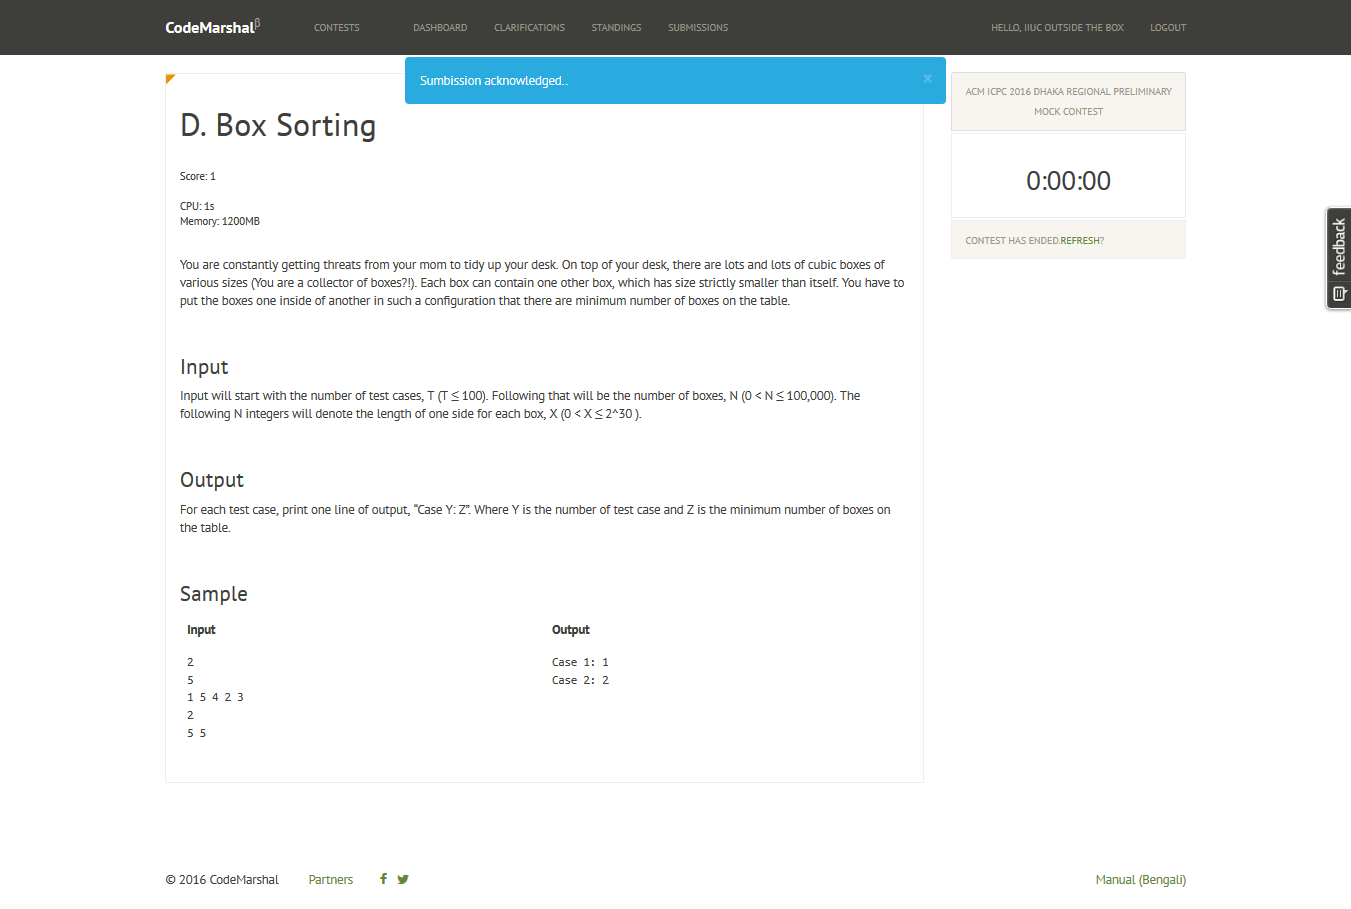 CodeMarshalβ CONTESTS DASHBOARD CLARIFICATIONS STANDINGS SUBMISSIONS HELLO, IIUC OUTSIDE THE BOX LOGOUT
Sumbission acknowledged.. ×
D. Box Sorting
Score: 1
CPU: 1s
Memory: 1200MB
You are constantly getting threats from your mom to tidy up your desk. On top of your desk, there are lots and lots of cubic boxes of
various sizes (You are a collector of boxes?!). Each box can contain one other box, which has size strictly smaller than itself. You have to
put the boxes one inside of another in such a configuration that there are minimum number of boxes on the table.
Input
Input will start with the number of test cases, T (T ≤ 100). Following that will be the number of boxes, N (0 < N ≤ 100,000). The
following N integers will denote the length of one side for each box, X (0 < X ≤ 2^30 ).
Output
For each test case, print one line of output, “Case Y: Z”. Where Y is the number of test case and Z is the minimum number of boxes on
the table.
Sample
Input
2
5
1 5 4 2 3
2
5 5
Output
Case 1: 1
Case 2: 2
ACM ICPC 2016 DHAKA REGIONAL PRELIMINARY
MOCK CONTEST
0:00:00
CONTEST HAS ENDED.REFRESH?
feedback
© 2016 CodeMarshal Partners Manual (Bengali)